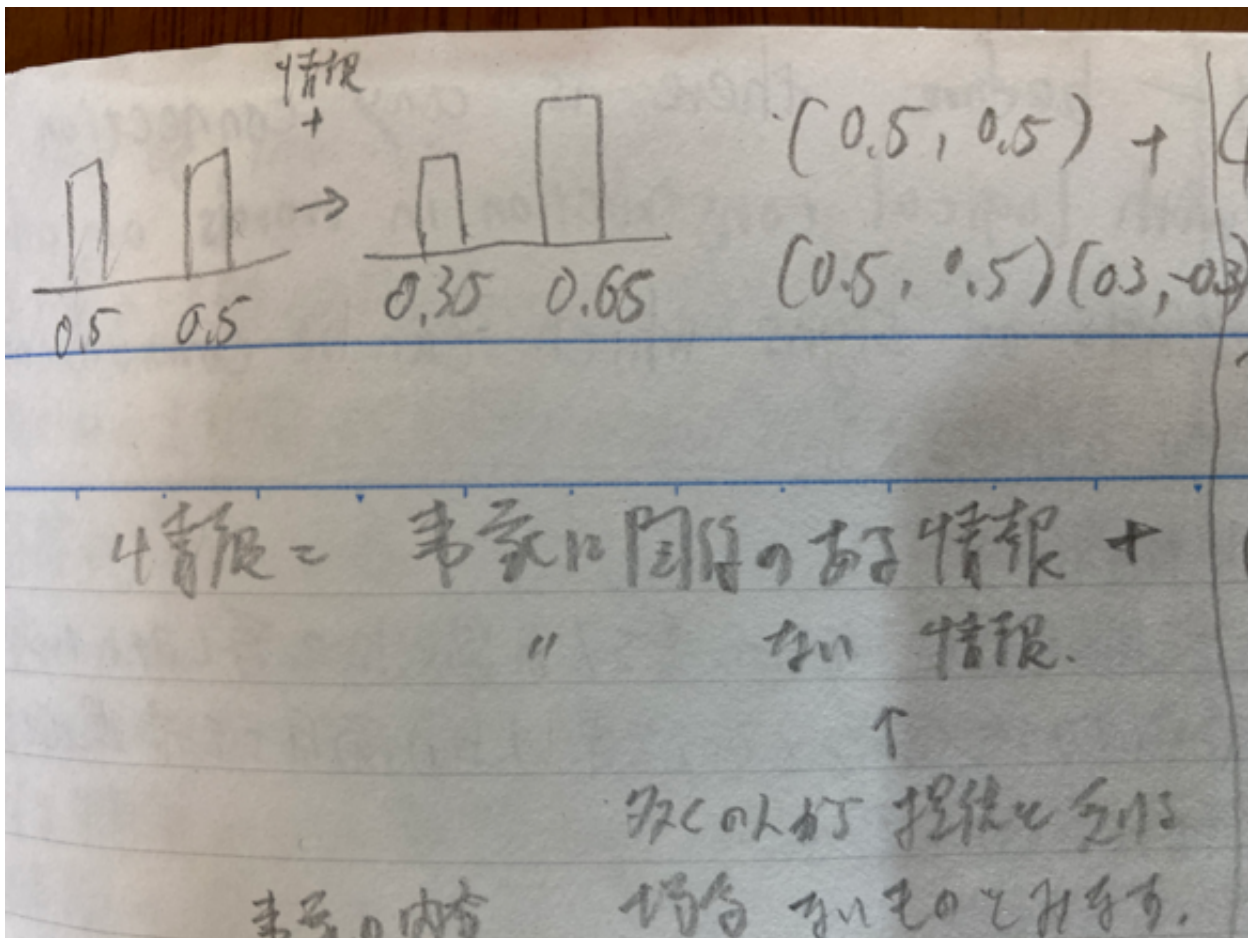 情報
+
→
(0.5, 0.5) + (
0.5 0.5 0.35 0.65
(0.5, 0.5)(0.3, -0.3)
情報 = 事象に関係のある情報 +
〃 ない 情報.
↑
多くの人から 提供を受ける
場合 ないものとみなす.
事象の内容